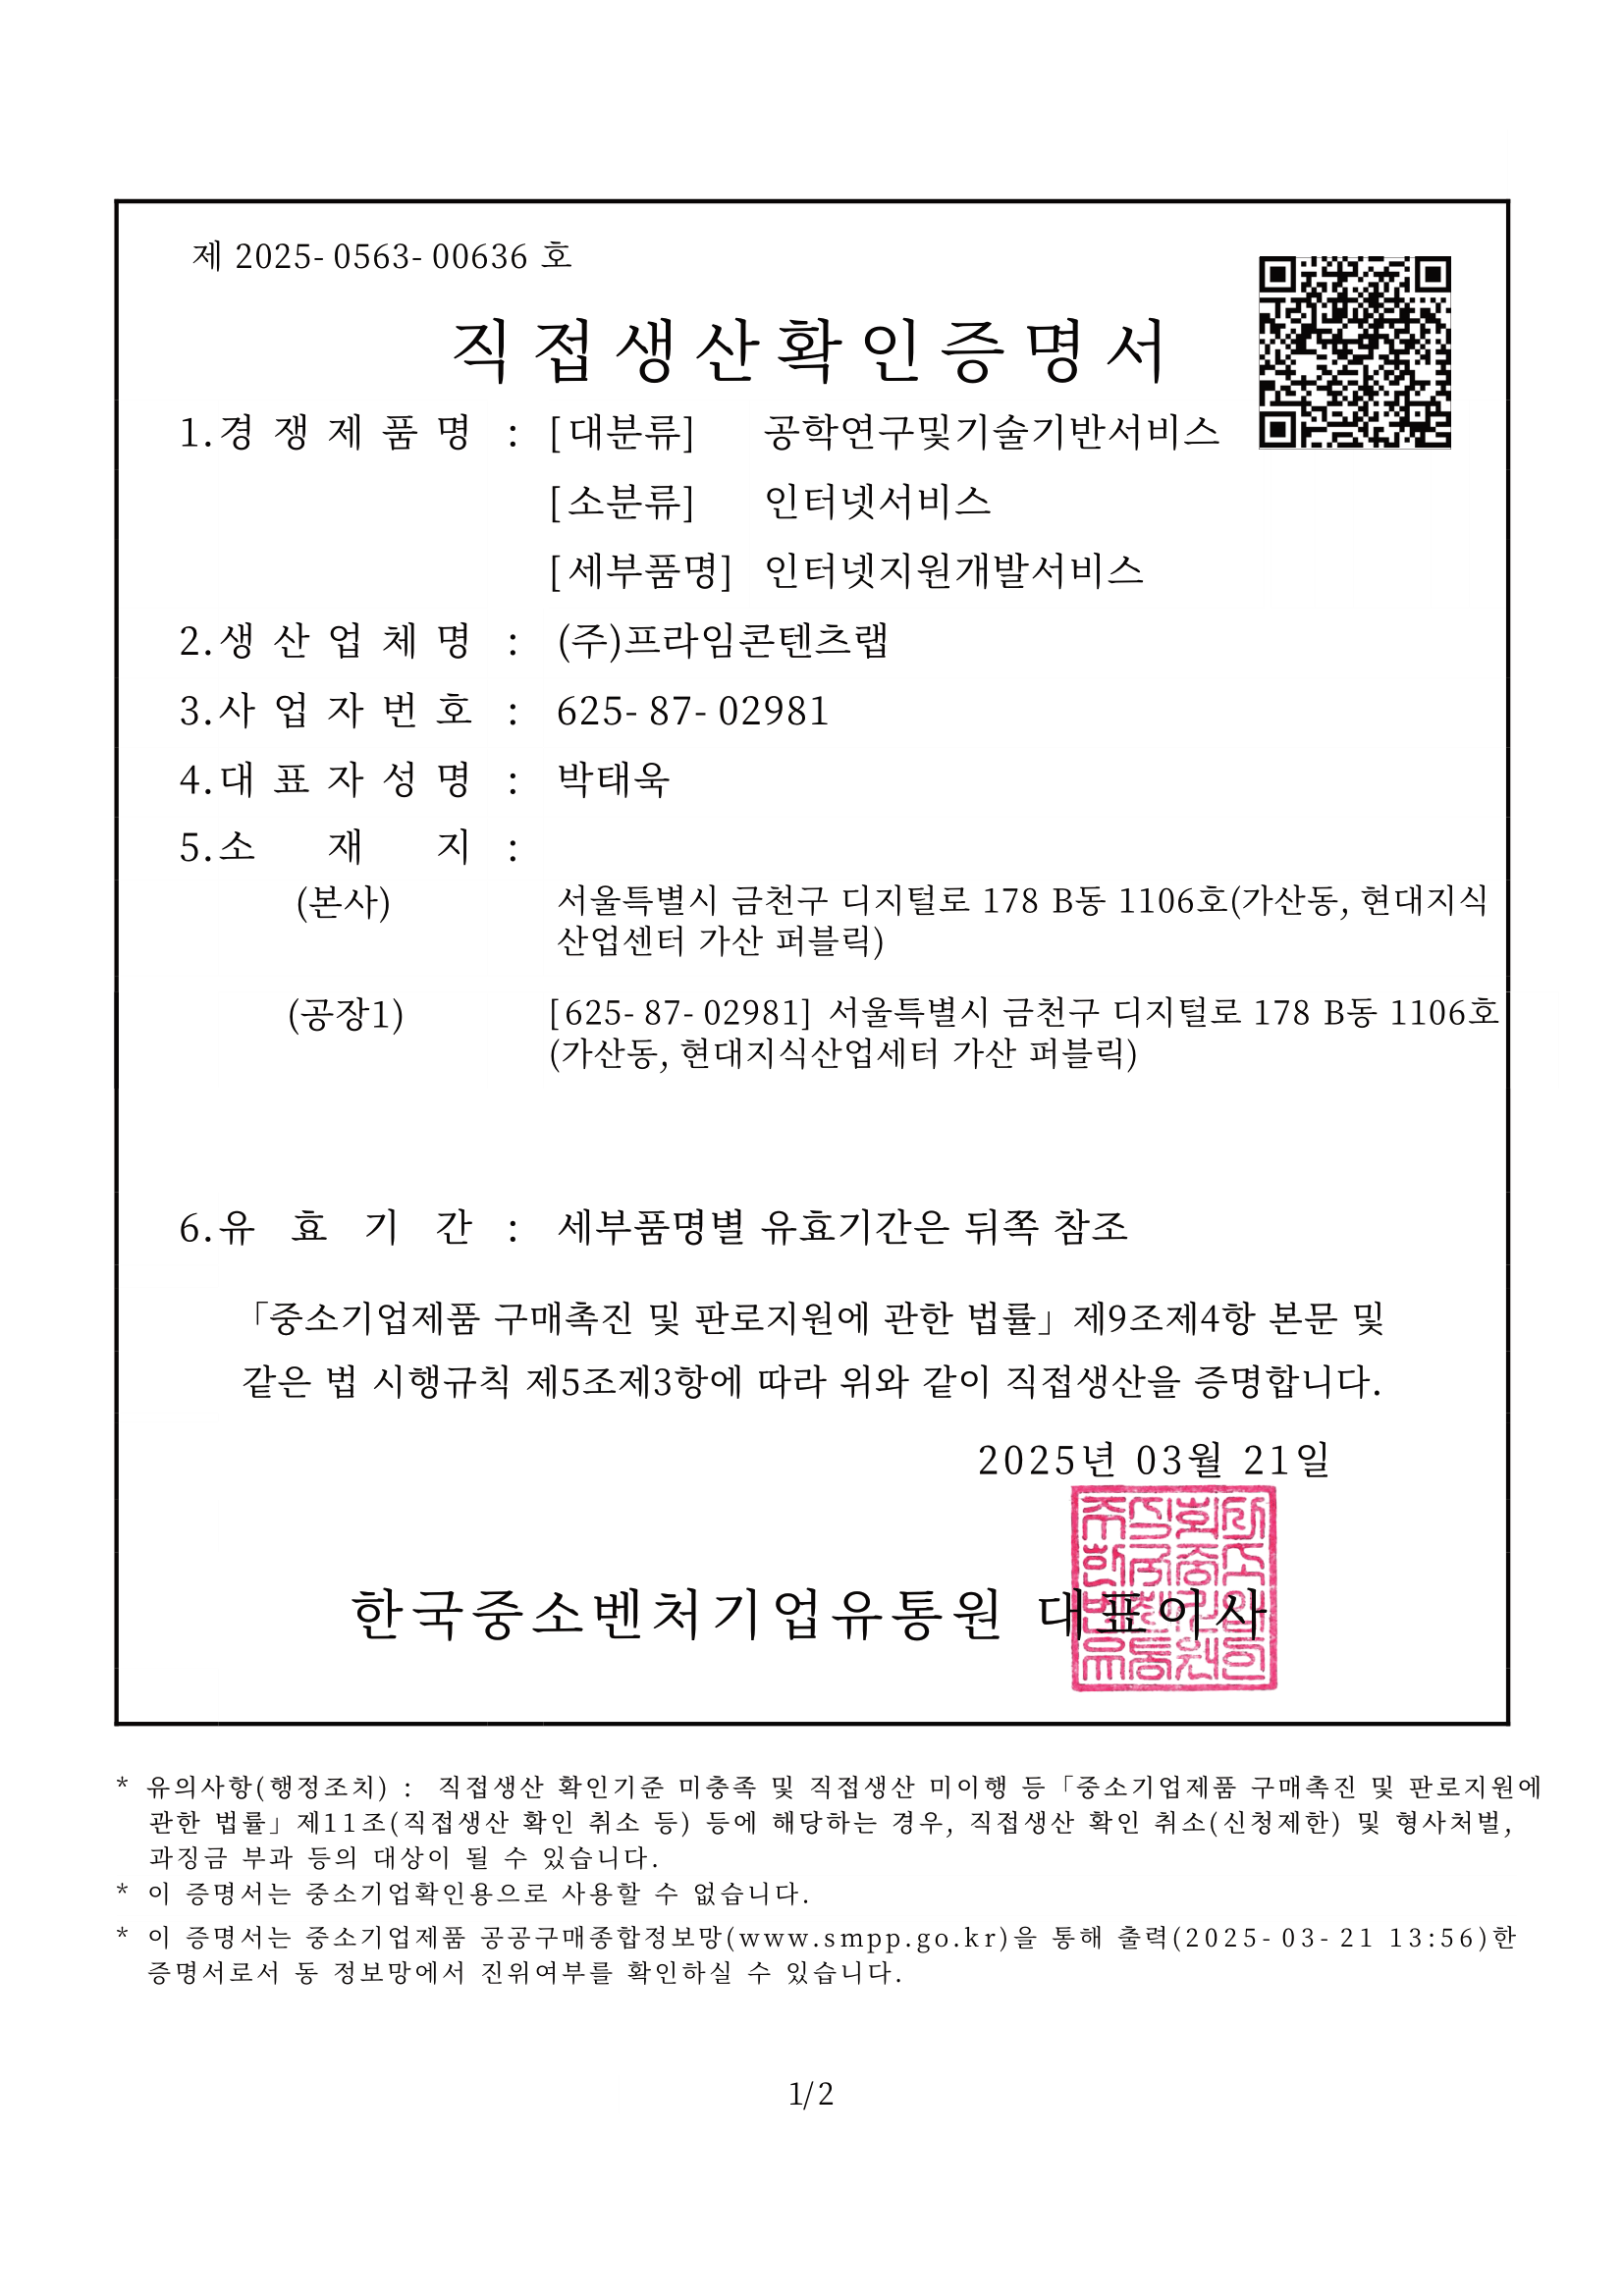 제 2025-0563-00636 호
직접생산확인증명서
1.경쟁제품명 : [대분류] 공학연구및기술기반서비스
[소분류] 인터넷서비스
[세부품명] 인터넷지원개발서비스
2.생산업체명 : (주)프라임콘텐츠랩
3.사업자번호 : 625-87-02981
4.대표자성명 : 박태욱
5.소재지 :
(본사) 서울특별시 금천구 디지털로 178 B동 1106호(가산동, 현대지식
산업센터 가산 퍼블릭)
(공장1) [625-87-02981] 서울특별시 금천구 디지털로 178 B동 1106호
(가산동, 현대지식산업세터 가산 퍼블릭)
6.유효기간 : 세부품명별 유효기간은 뒤쪽 참조
「중소기업제품 구매촉진 및 판로지원에 관한 법률」제9조제4항 본문 및
같은 법 시행규칙 제5조제3항에 따라 위와 같이 직접생산을 증명합니다.
2025년 03월 21일
한국중소벤처기업유통원 대표이사
* 유의사항(행정조치) : 직접생산 확인기준 미충족 및 직접생산 미이행 등「중소기업제품 구매촉진 및 판로지원에
관한 법률」제11조(직접생산 확인 취소 등) 등에 해당하는 경우, 직접생산 확인 취소(신청제한) 및 형사처벌,
과징금 부과 등의 대상이 될 수 있습니다.
* 이 증명서는 중소기업확인용으로 사용할 수 없습니다.
* 이 증명서는 중소기업제품 공공구매종합정보망(www.smpp.go.kr)을 통해 출력(2025-03-21 13:56)한
증명서로서 동 정보망에서 진위여부를 확인하실 수 있습니다.
1/2